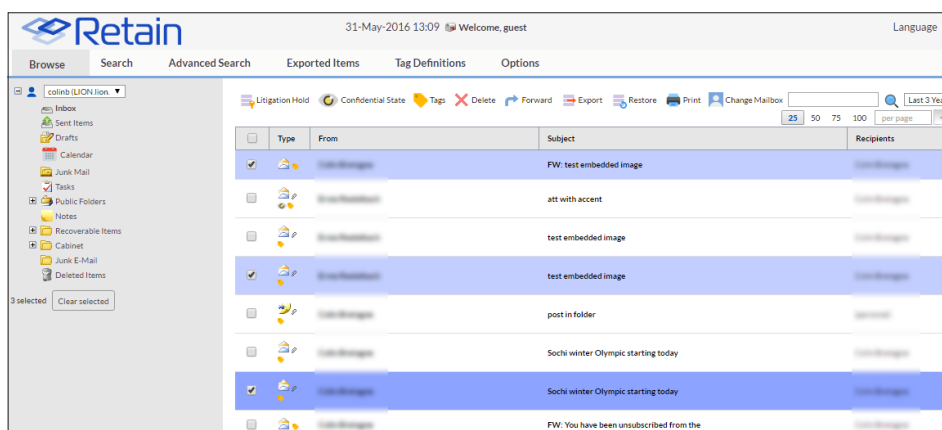 Retain
31-May-2016 13:09 Welcome, guest
Language
Browse Search Advanced Search Exported Items Tag Definitions Options
colinb (LION.lion.
Inbox
Sent Items
Drafts
Calendar
Junk Mail
Tasks
Public Folders
Notes
Recoverable Items
Cabinet
Junk E-Mail
Deleted Items
3 selected Clear selected
Litigation Hold Confidential State Tags Delete Forward Export Restore Print Change Mailbox Last 3 Yea
25 50 75 100 per page
Type From Subject Recipients
FW: test embedded image
att with accent
test embedded image
test embedded image
post in folder
Sochi winter Olympic starting today
Sochi winter Olympic starting today
FW: You have been unsubscribed from the